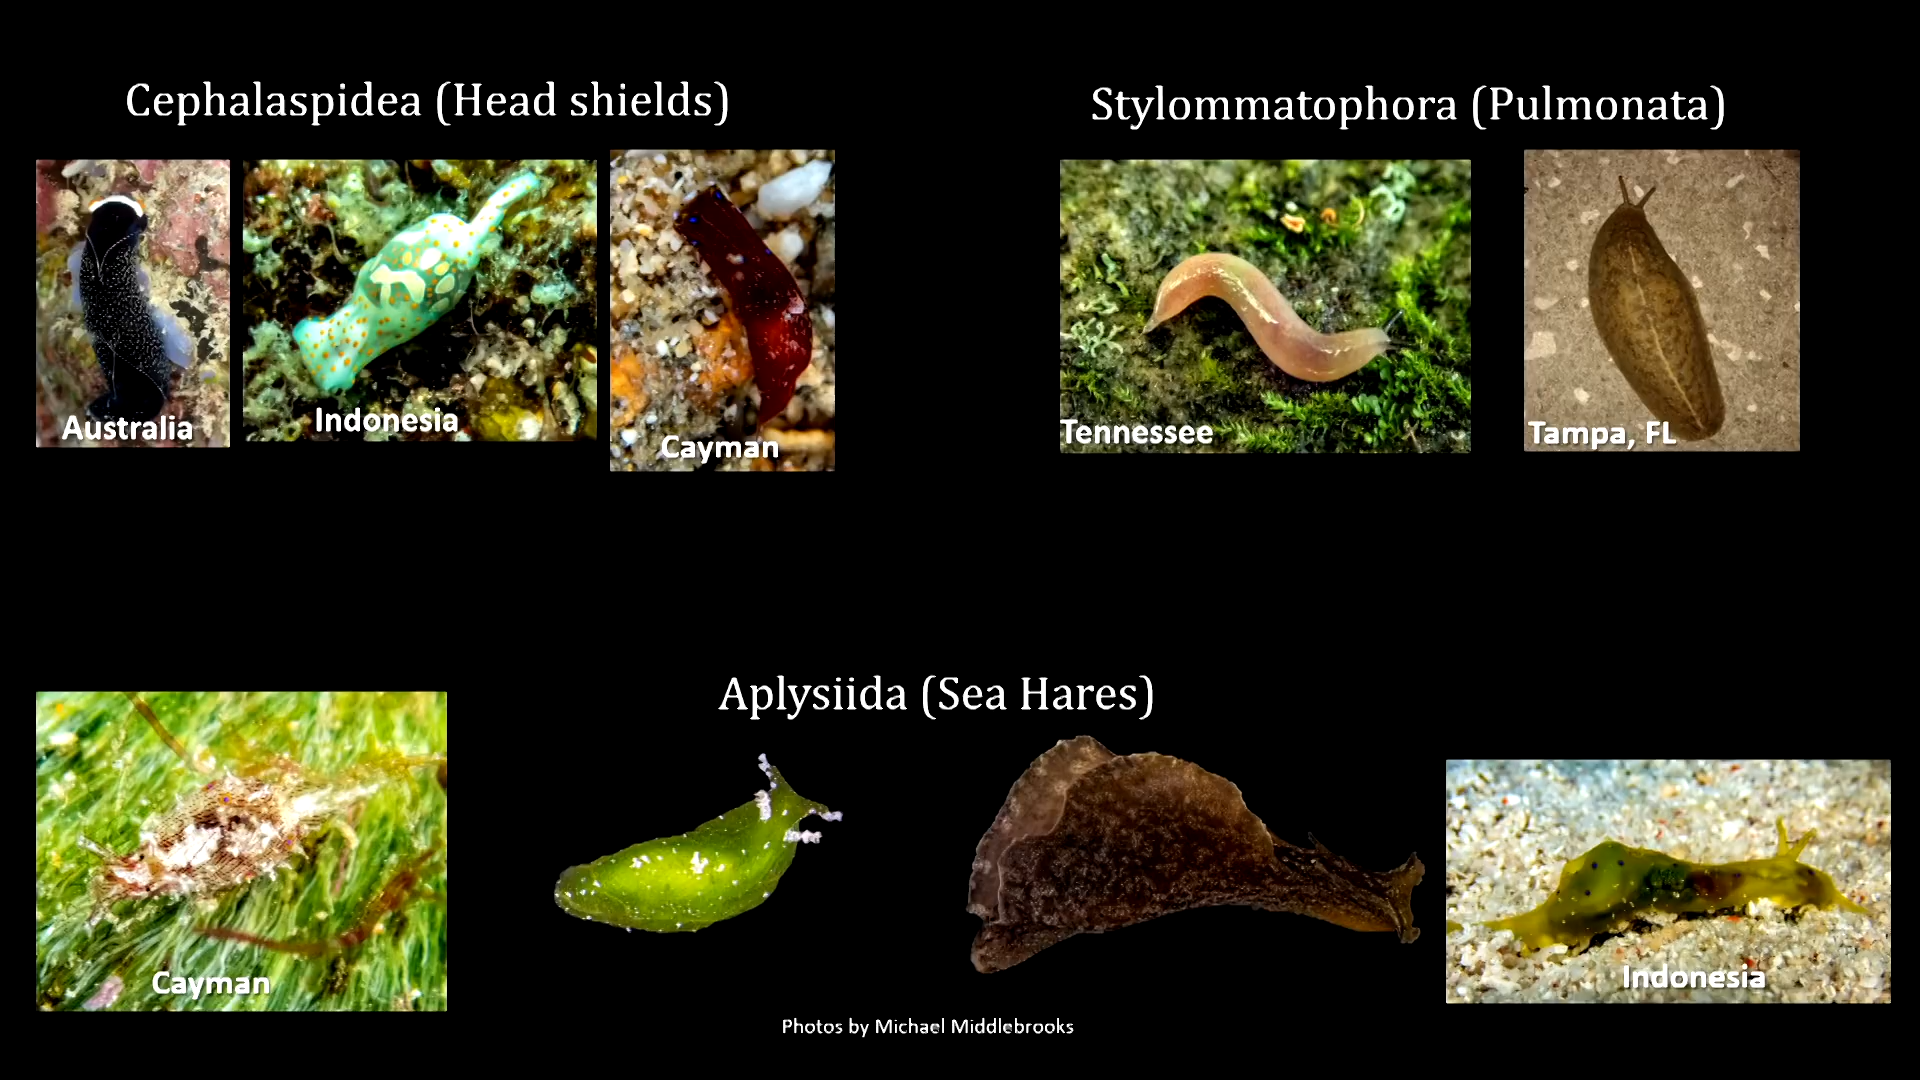 Cephalaspidea (Head shields)
Stylommatophora (Pulmonata)
Australia
Indonesia
Cayman
Tennessee
Tampa, FL
Aplysiida (Sea Hares)
Cayman
Indonesia
Photos by Michael Middlebrooks